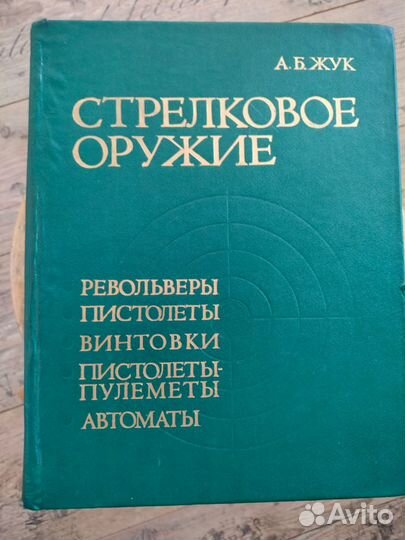 А.Б.ЖУК
СТРЕЛКОВОЕ
ОРУЖИЕ
РЕВОЛЬВЕРЫ
ПИСТОЛЕТЫ
ВИНТОВКИ
ПИСТОЛЕТЫ-
ПУЛЕМЕТЫ
АВТОМАТЫ
Avito